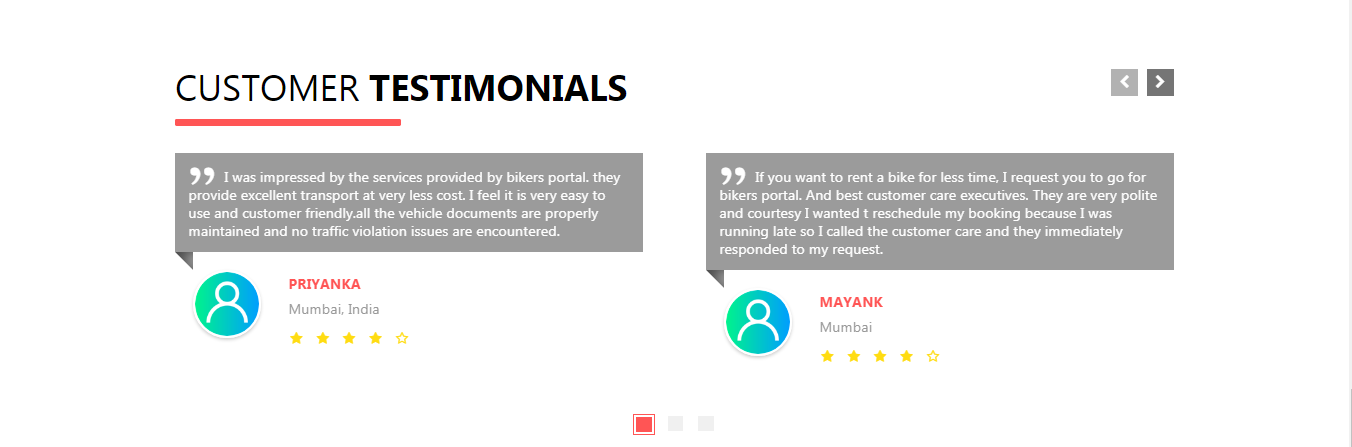 CUSTOMER TESTIMONIALS
I was impressed by the services provided by bikers portal. they
provide excellent transport at very less cost. I feel it is very easy to
use and customer friendly.all the vehicle documents are properly
maintained and no traffic violation issues are encountered.
PRIYANKA
Mumbai, India
If you want to rent a bike for less time, I request you to go for
bikers portal. And best customer care executives. They are very polite
and courtesy I wanted t reschedule my booking because I was
running late so I called the customer care and they immediately
responded to my request.
MAYANK
Mumbai